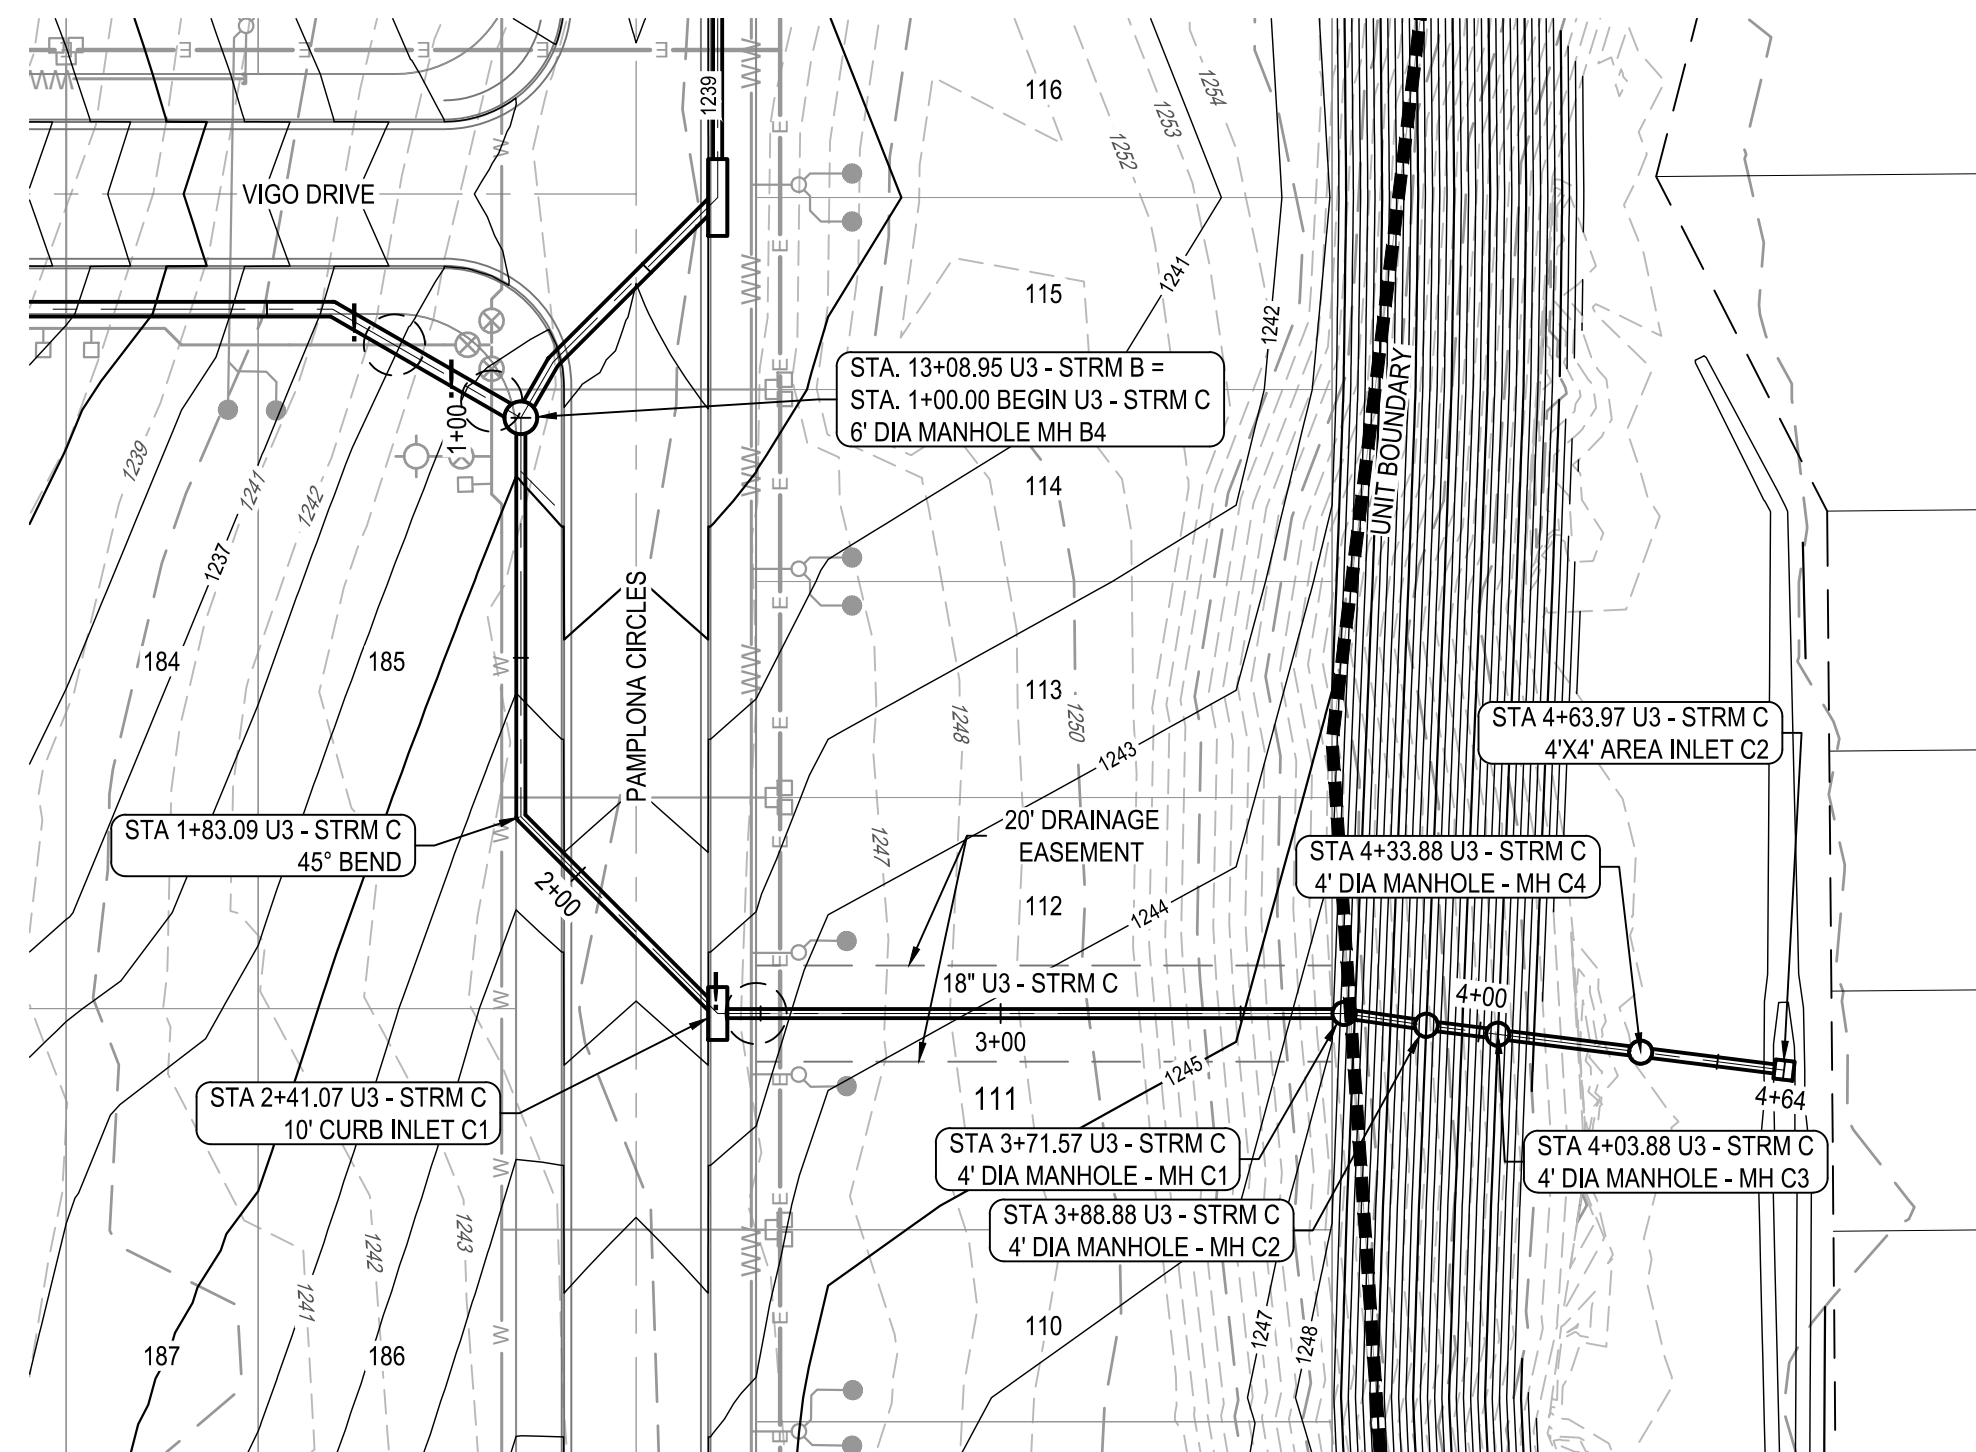 1239
116
1254
1253
1252
VIGO DRIVE
115
1241
1242
STA. 13+08.95 U3 - STRM B =
STA. 1+00.00 BEGIN U3 - STRM C
6' DIA MANHOLE MH B4
UNIT BOUNDARY
1+00
1239
1241
1242
1237
114
184
185
PAMPLONA CIRCLES
113
1248
1250
1243
STA 4+63.97 U3 - STRM C
4'X4' AREA INLET C2
STA 1+83.09 U3 - STRM C
45° BEND
20' DRAINAGE
EASEMENT
1247
STA 4+33.88 U3 - STRM C
4' DIA MANHOLE - MH C4
2+00
112
1244
18" U3 - STRM C
4+00
3+00
1245
111
4+64
STA 2+41.07 U3 - STRM C
10' CURB INLET C1
STA 3+71.57 U3 - STRM C
4' DIA MANHOLE - MH C1
STA 4+03.88 U3 - STRM C
4' DIA MANHOLE - MH C3
STA 3+88.88 U3 - STRM C
4' DIA MANHOLE - MH C2
1243
1242
1241
187
186
110
1247
1248
E
E
E
E
E
E
E
E
E
E
E
E
E
E
W
W
W
W
W
W
W